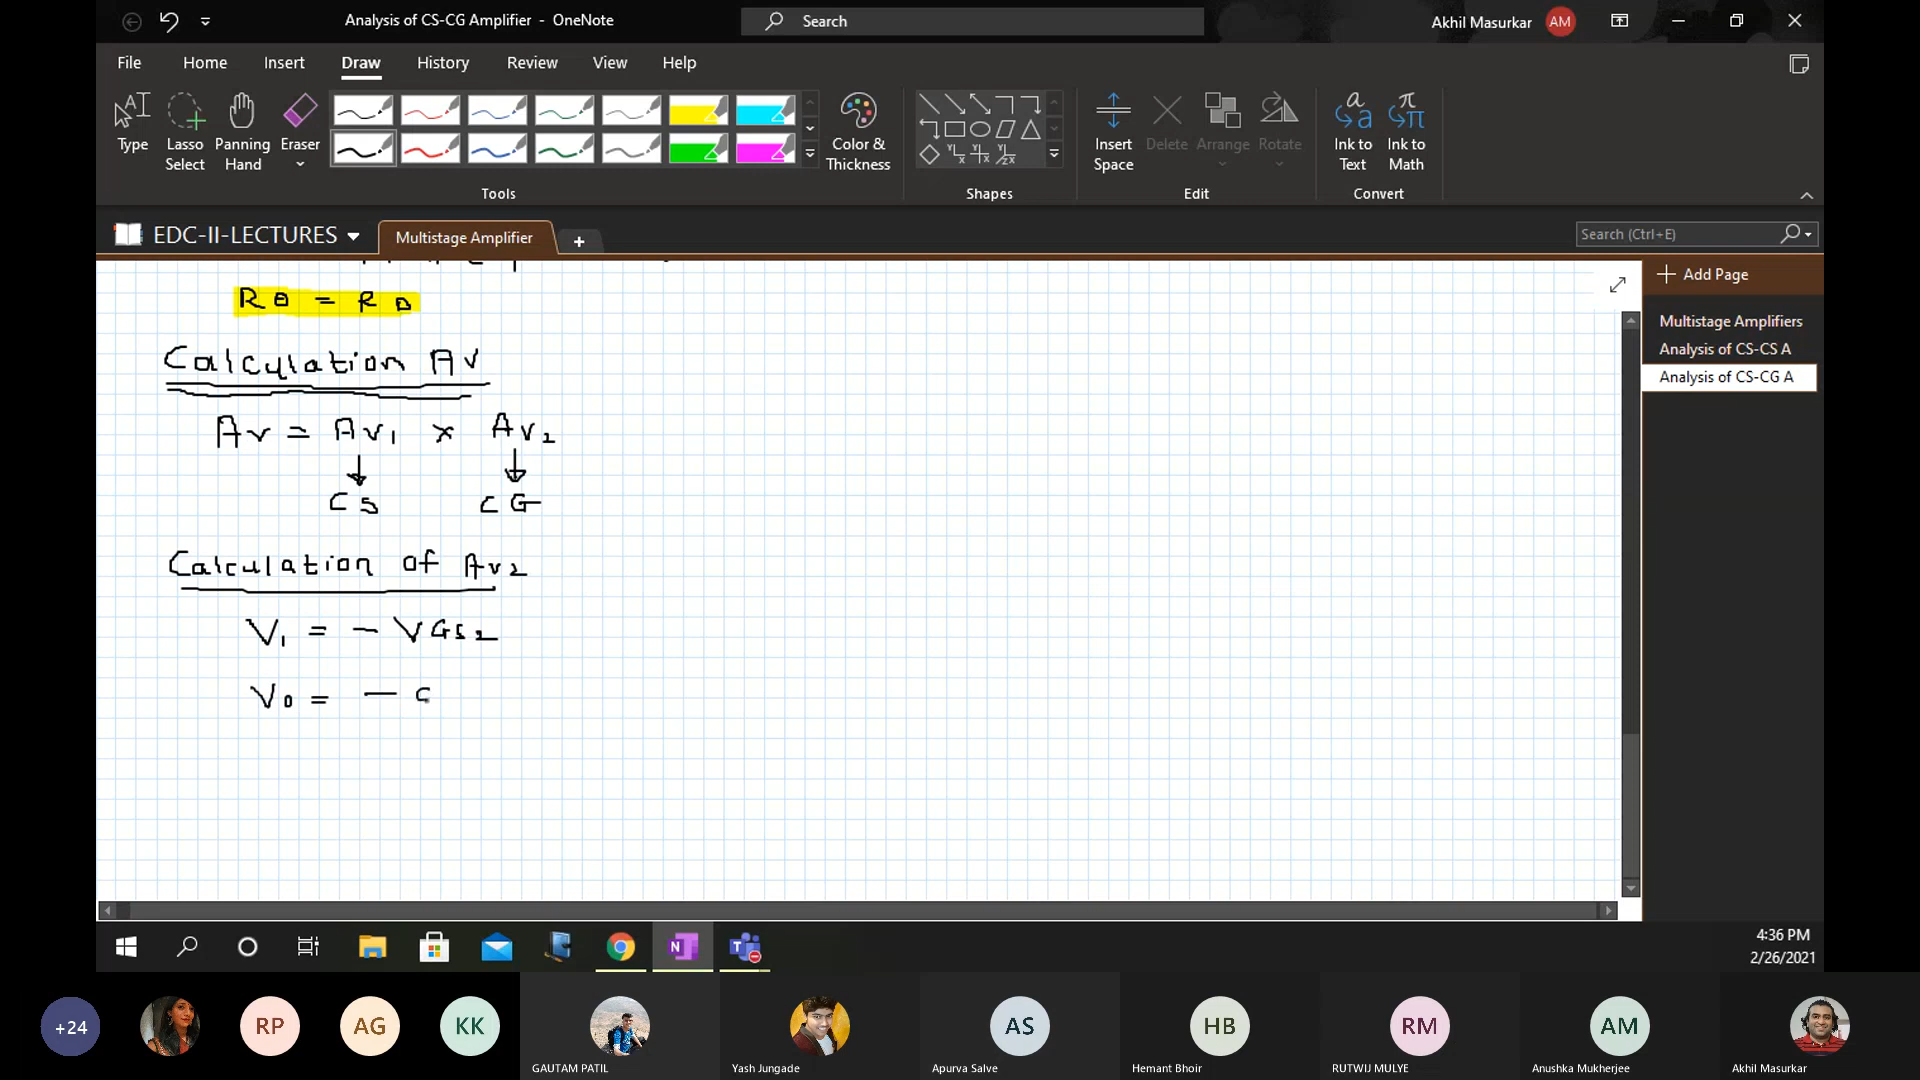 Analysis of CS-CG Amplifier - OneNote
Search
Akhil Masurkar
AM
File
Home
Insert
Draw
History
Review
View
Help
Type
Lasso Select
Panning Hand
Eraser
Color & Thickness
Insert Space
Delete
Arrange
Rotate
Ink to Text
Ink to Math
Tools
Shapes
Edit
Convert
EDC-II-LECTURES
Multistage Amplifier
Search (Ctrl+E)
Add Page
Multistage Amplifiers
Analysis of CS-CS A
Analysis of CS-CG A
R0 = RD
Calculation Av
Av = Av1 × Av2
CS CG
Calculation of Av2
V1 = - VGS2
V0 = -
4:36 PM
2/26/2021
+24
RP
AG
KK
AS
HB
RM
AM
GAUTAM PATIL
Yash Jungade
Apurva Salve
Hemant Bhoir
RUTWIJ MULYE
Anushka Mukherjee
Akhil Masurkar